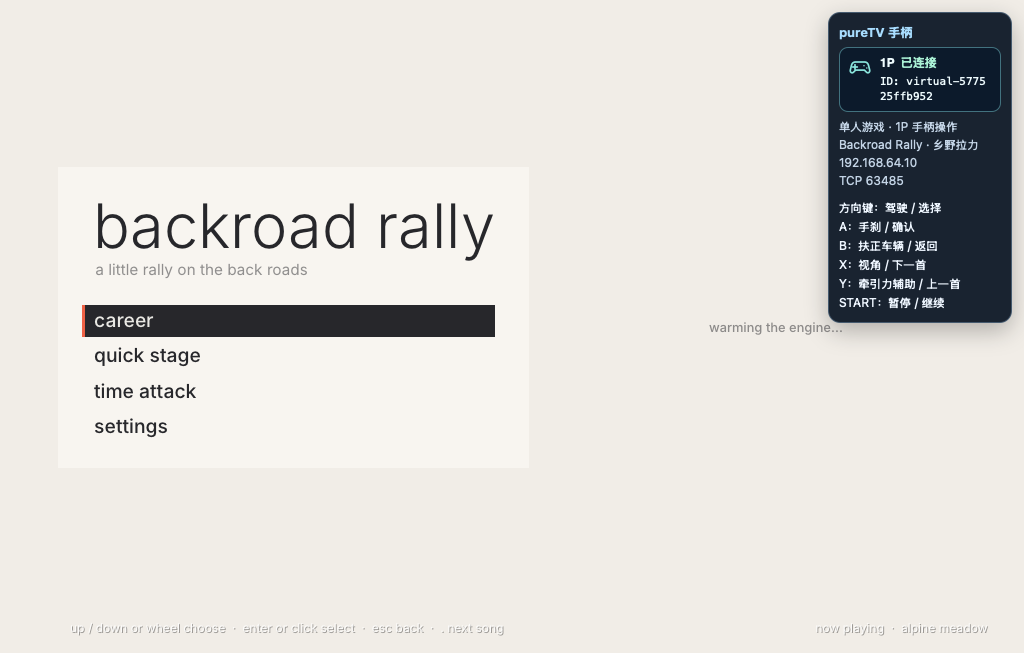 backroad rally
a little rally on the back roads
career
quick stage
time attack
settings
warming the engine...
pureTV 手柄
1P 已连接
ID: virtual-5775
25ffb952
单人游戏 · 1P 手柄操作
Backroad Rally · 乡野拉力
192.168.64.10
TCP 63485
方向键：驾驶 / 选择
A：手刹 / 确认
B：扶正车辆 / 返回
X：视角 / 下一首
Y：牵引力辅助 / 上一首
START：暂停 / 继续
up / down or wheel choose · enter or click select · esc back · . next song
now playing · alpine meadow